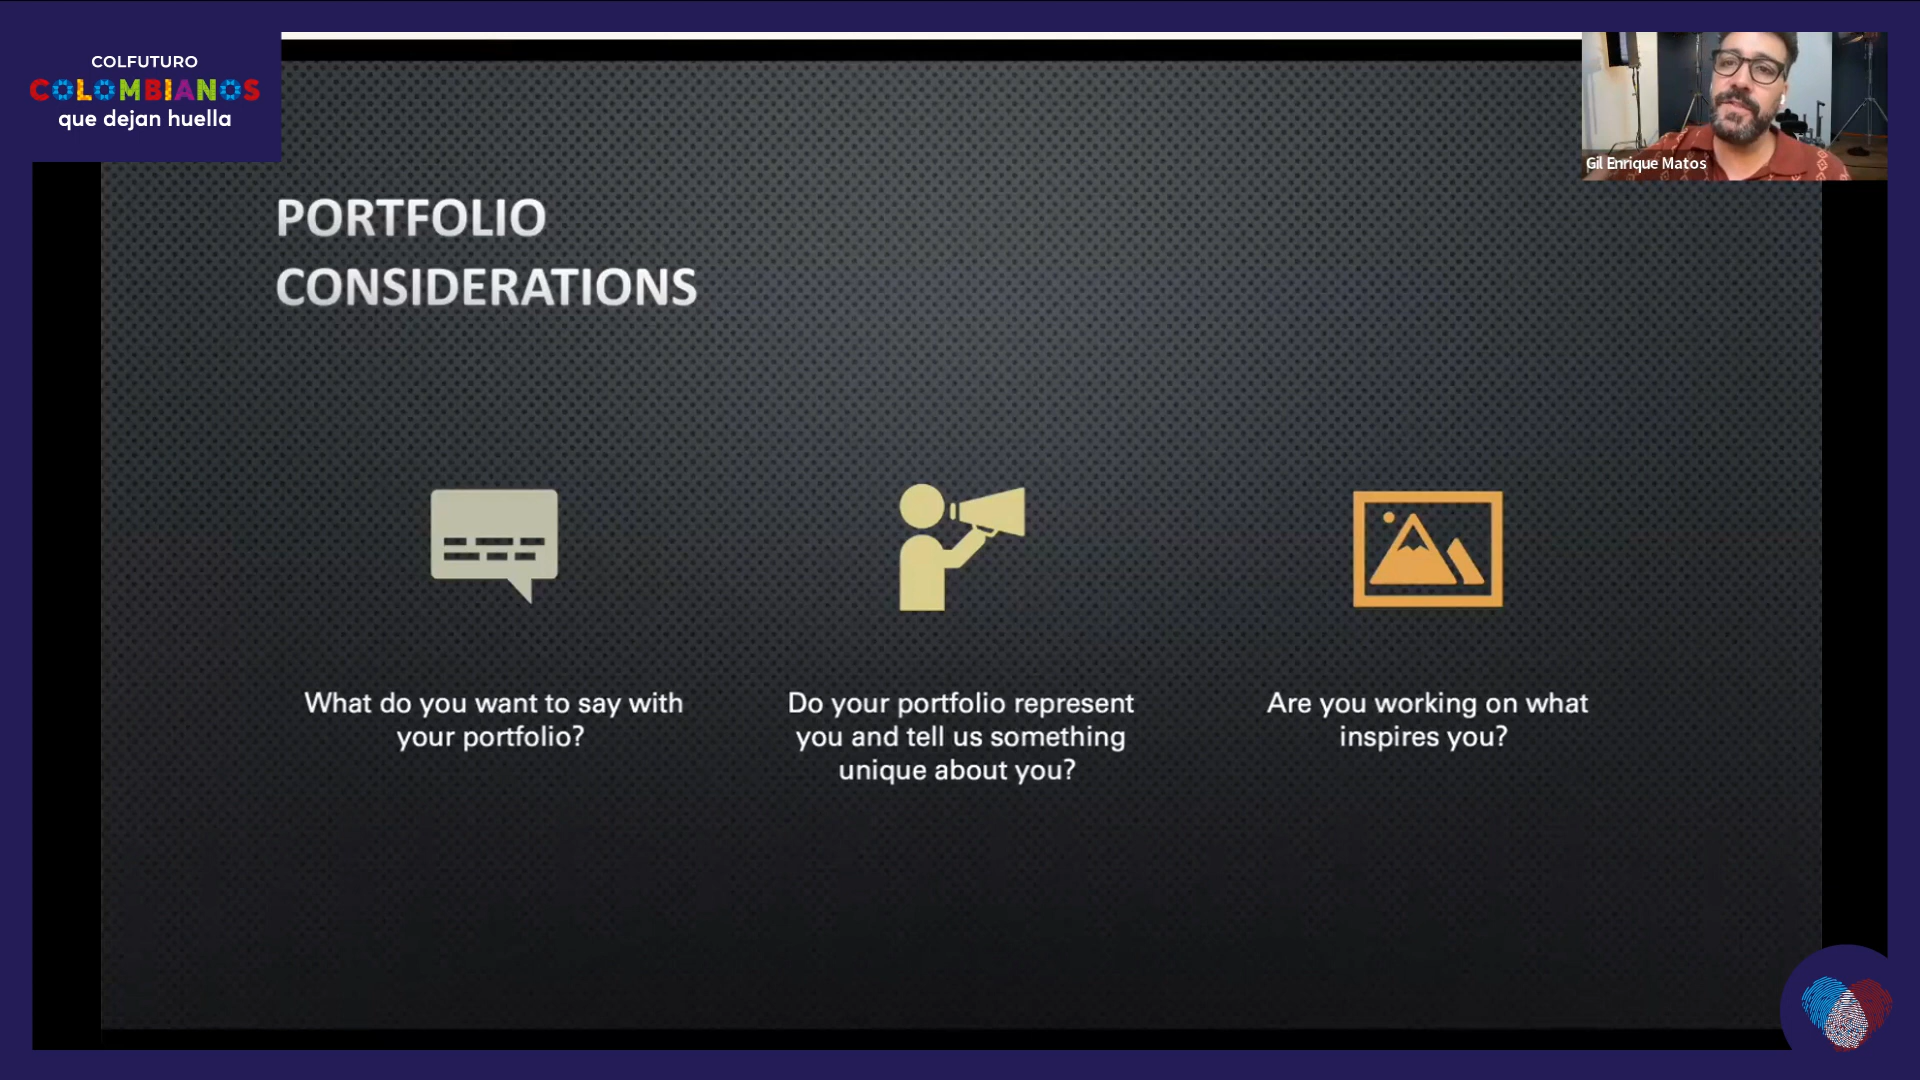 COLFUTURO
COLOMBIANOS
que dejan huella
Gil Enrique Matos
PORTFOLIO
CONSIDERATIONS
What do you want to say with
your portfolio?
Do your portfolio represent
you and tell us something
unique about you?
Are you working on what
inspires you?